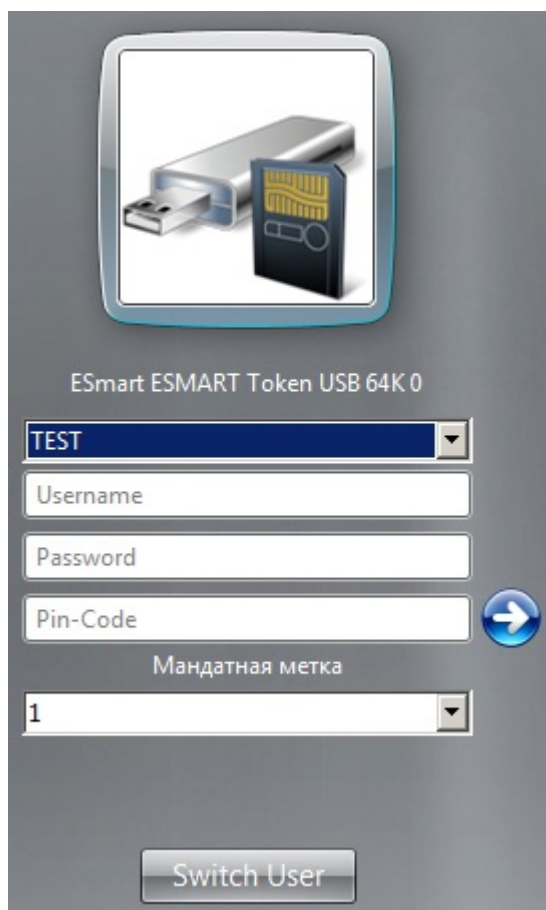 ESmart ESMART Token USB 64K 0
TEST
Username
Password
Pin-Code
Мандатная метка
1
Switch User